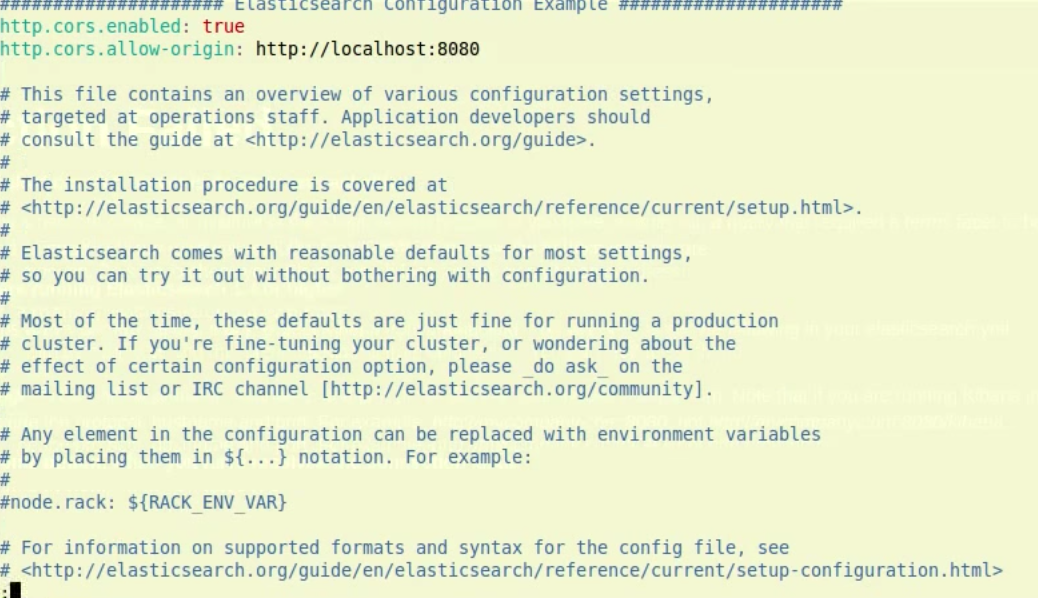 ##################### Elasticsearch Configuration Example #####################
http.cors.enabled: true
http.cors.allow-origin: http://localhost:8080
# This file contains an overview of various configuration settings,
# targeted at operations staff. Application developers should
# consult the guide at <http://elasticsearch.org/guide>.
#
# The installation procedure is covered at
# <http://elasticsearch.org/guide/en/elasticsearch/reference/current/setup.html>.
#
# Elasticsearch comes with reasonable defaults for most settings,
# so you can try it out without bothering with configuration.
#
# Most of the time, these defaults are just fine for running a production
# cluster. If you're fine-tuning your cluster, or wondering about the
# effect of certain configuration option, please _do ask_ on the
# mailing list or IRC channel [http://elasticsearch.org/community].
# Any element in the configuration can be replaced with environment variables
# by placing them in ${...} notation. For example:
#
#node.rack: ${RACK_ENV_VAR}
# For information on supported formats and syntax for the config file, see
# <http://elasticsearch.org/guide/en/elasticsearch/reference/current/setup-configuration.html>
: